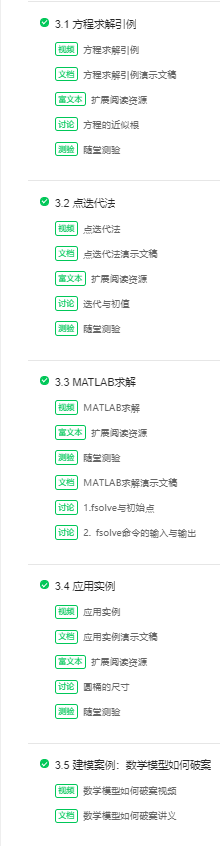 3.1 方程求解引例
视频 方程求解引例
文档 方程求解引例演示文稿
富文本 扩展阅读资源
讨论 方程的近似根
测验 随堂测验
3.2 点迭代法
视频 点迭代法
文档 点迭代法演示文稿
富文本 扩展阅读资源
讨论 迭代与初值
测验 随堂测验
3.3 MATLAB求解
视频 MATLAB求解
富文本 扩展阅读资源
测验 随堂测验
文档 MATLAB求解演示文稿
讨论 1.fsolve与初始点
讨论 2. fsolve命令的输入与输出
3.4 应用实例
视频 应用实例
文档 应用实例演示文稿
富文本 扩展阅读资源
讨论 圆桶的尺寸
测验 随堂测验
3.5 建模案例：数学模型如何破案
视频 数学模型如何破案视频
文档 数学模型如何破案讲义